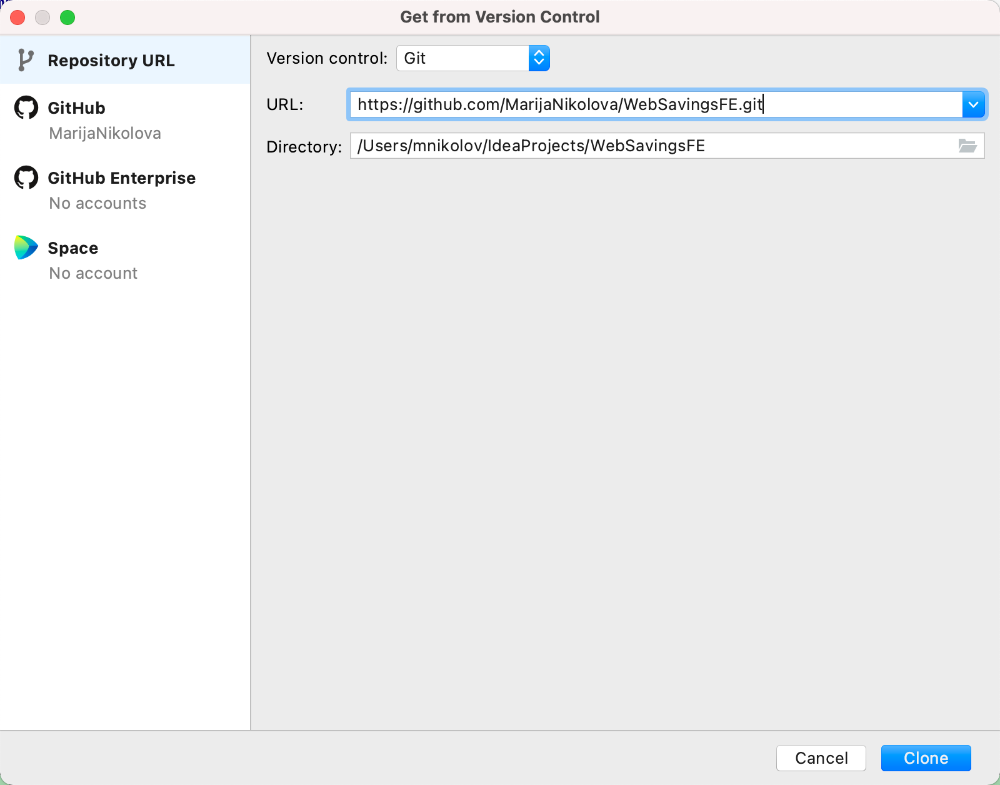 Get from Version Control
Repository URL
GitHub
MarijaNikolova
GitHub Enterprise
No accounts
Space
No account
Version control: Git
URL: https://github.com/MarijaNikolova/WebSavingsFE.git
Directory: /Users/mnikolov/IdeaProjects/WebSavingsFE
Cancel
Clone